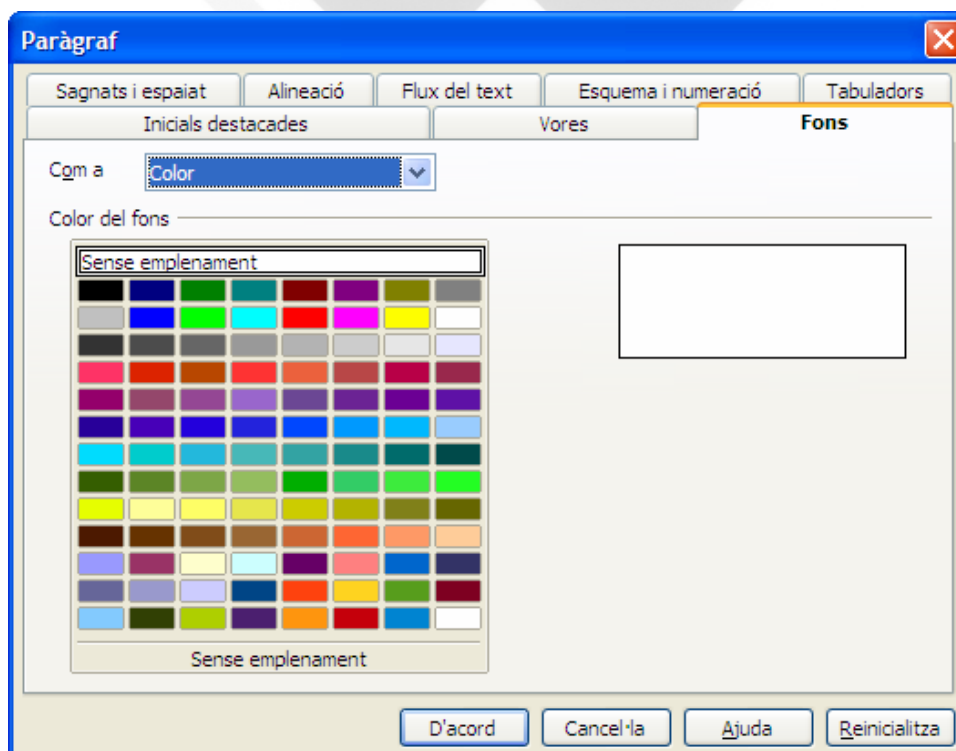 Paràgraf
Sagnats i espaiat Alineació Flux del text Esquema i numeració Tabuladors
Inicials destacades Vores Fons
Com a Color
Color del fons
Sense emplenament
Sense emplenament
D'acord Cancel·la Ajuda Reinicialitza